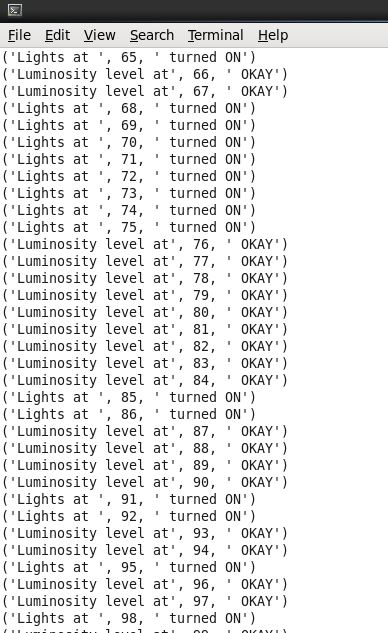 File Edit View Search Terminal Help
('Lights at ', 65, ' turned ON')
('Luminosity level at', 66, ' OKAY')
('Luminosity level at', 67, ' OKAY')
('Lights at ', 68, ' turned ON')
('Lights at ', 69, ' turned ON')
('Lights at ', 70, ' turned ON')
('Lights at ', 71, ' turned ON')
('Lights at ', 72, ' turned ON')
('Lights at ', 73, ' turned ON')
('Lights at ', 74, ' turned ON')
('Lights at ', 75, ' turned ON')
('Luminosity level at', 76, ' OKAY')
('Luminosity level at', 77, ' OKAY')
('Luminosity level at', 78, ' OKAY')
('Luminosity level at', 79, ' OKAY')
('Luminosity level at', 80, ' OKAY')
('Luminosity level at', 81, ' OKAY')
('Luminosity level at', 82, ' OKAY')
('Luminosity level at', 83, ' OKAY')
('Luminosity level at', 84, ' OKAY')
('Lights at ', 85, ' turned ON')
('Lights at ', 86, ' turned ON')
('Luminosity level at', 87, ' OKAY')
('Luminosity level at', 88, ' OKAY')
('Luminosity level at', 89, ' OKAY')
('Luminosity level at', 90, ' OKAY')
('Lights at ', 91, ' turned ON')
('Lights at ', 92, ' turned ON')
('Luminosity level at', 93, ' OKAY')
('Luminosity level at', 94, ' OKAY')
('Lights at ', 95, ' turned ON')
('Luminosity level at', 96, ' OKAY')
('Luminosity level at', 97, ' OKAY')
('Lights at ', 98, ' turned ON')